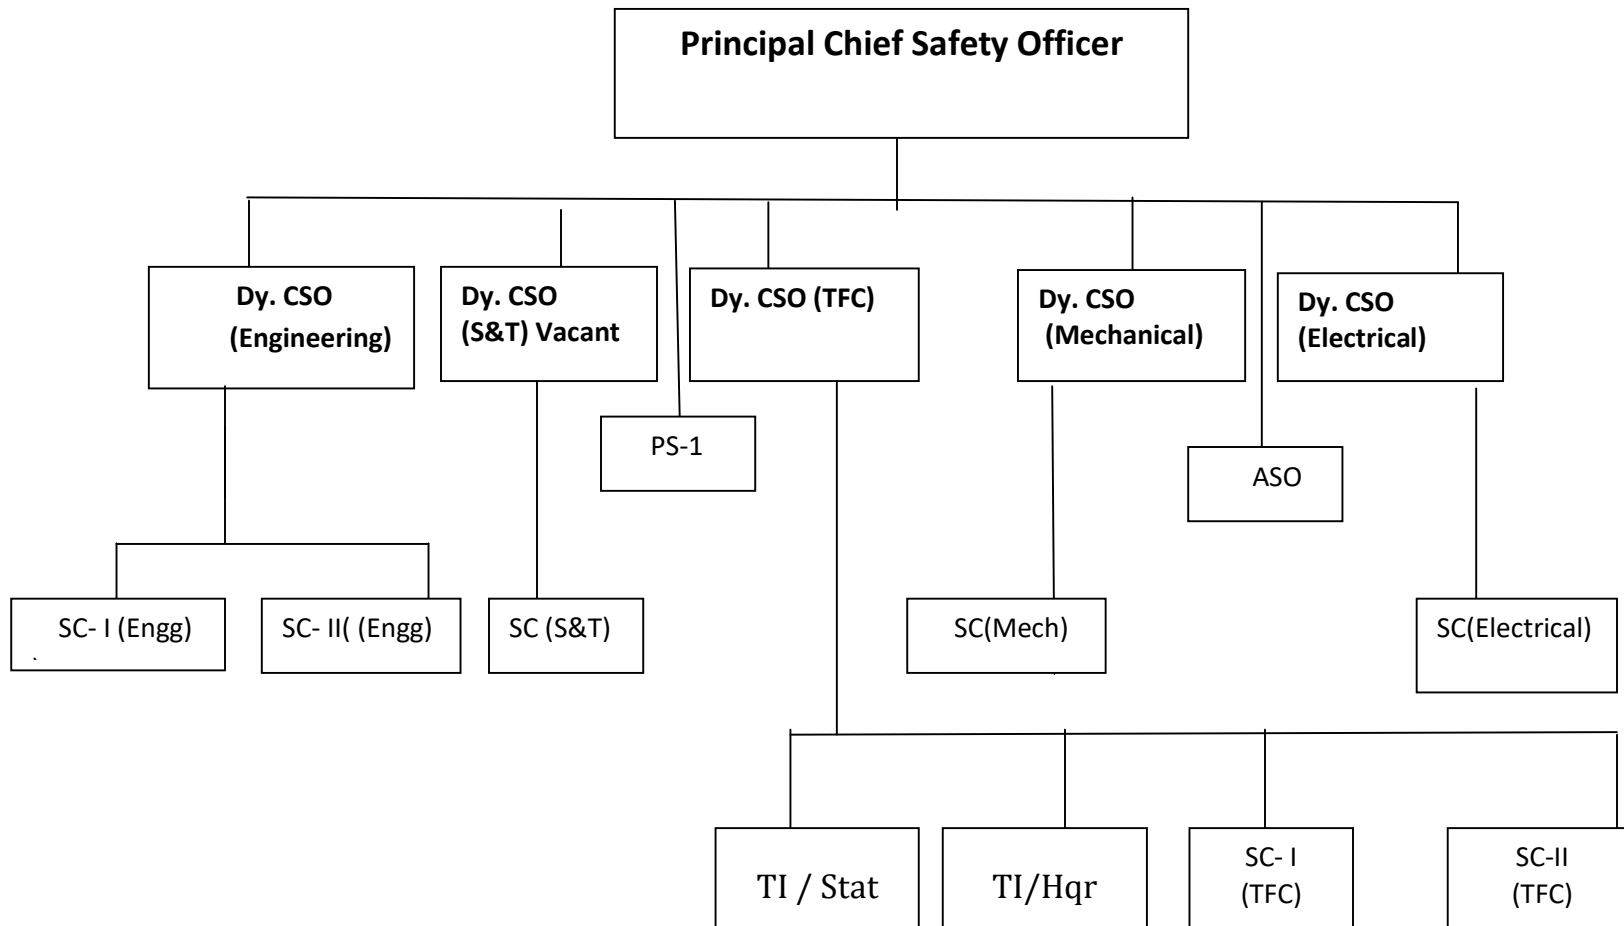 Principal Chief Safety Officer
Dy. CSO
(Engineering)
Dy. CSO
(S&T) Vacant
Dy. CSO (TFC)
Dy. CSO
(Mechanical)
Dy. CSO
(Electrical)
PS-1
ASO
SC- I (Engg)
SC- II( (Engg)
SC (S&T)
SC(Mech)
SC(Electrical)
TI / Stat
TI/Hqr
SC- I
(TFC)
SC-II
(TFC)